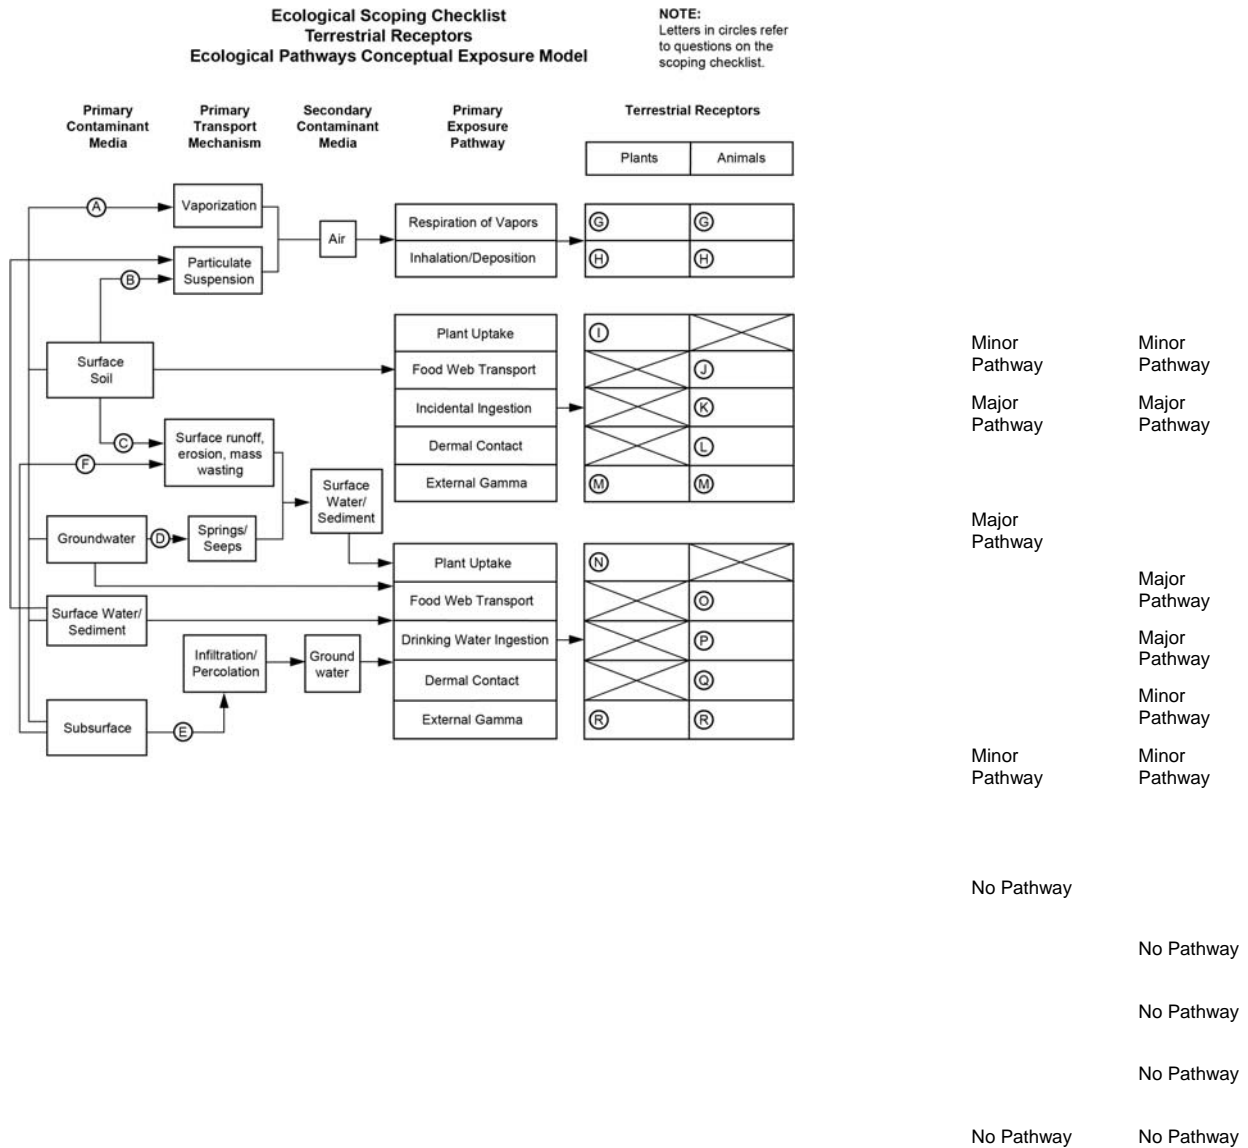 Ecological Scoping Checklist
Terrestrial Receptors
Ecological Pathways Conceptual Exposure Model
NOTE:
Letters in circles refer
to questions on the
scoping checklist.
Primary
Contaminant
Media
Primary
Transport
Mechanism
Secondary
Contaminant
Media
Primary
Exposure
Pathway
Terrestrial Receptors
Plants
Animals
A
Vaporization
B
Particulate
Suspension
Air
Respiration of Vapors
G
G
Inhalation/Deposition
H
H
Surface
Soil
Plant Uptake
I
Food Web Transport
J
Incidental Ingestion
K
Dermal Contact
L
External Gamma
M
M
C
F
Surface runoff,
erosion, mass
wasting
Groundwater
D
Springs/
Seeps
Surface
Water/
Sediment
Surface Water/
Sediment
Infiltration/
Percolation
Ground
water
Subsurface
E
Plant Uptake
N
Food Web Transport
O
Drinking Water Ingestion
P
Dermal Contact
Q
External Gamma
R
R
Minor
Pathway
Minor
Pathway
Major
Pathway
Major
Pathway
Major
Pathway
Major
Pathway
Major
Pathway
Minor
Pathway
Minor
Pathway
Minor
Pathway
No Pathway
No Pathway
No Pathway
No Pathway
No Pathway
No Pathway